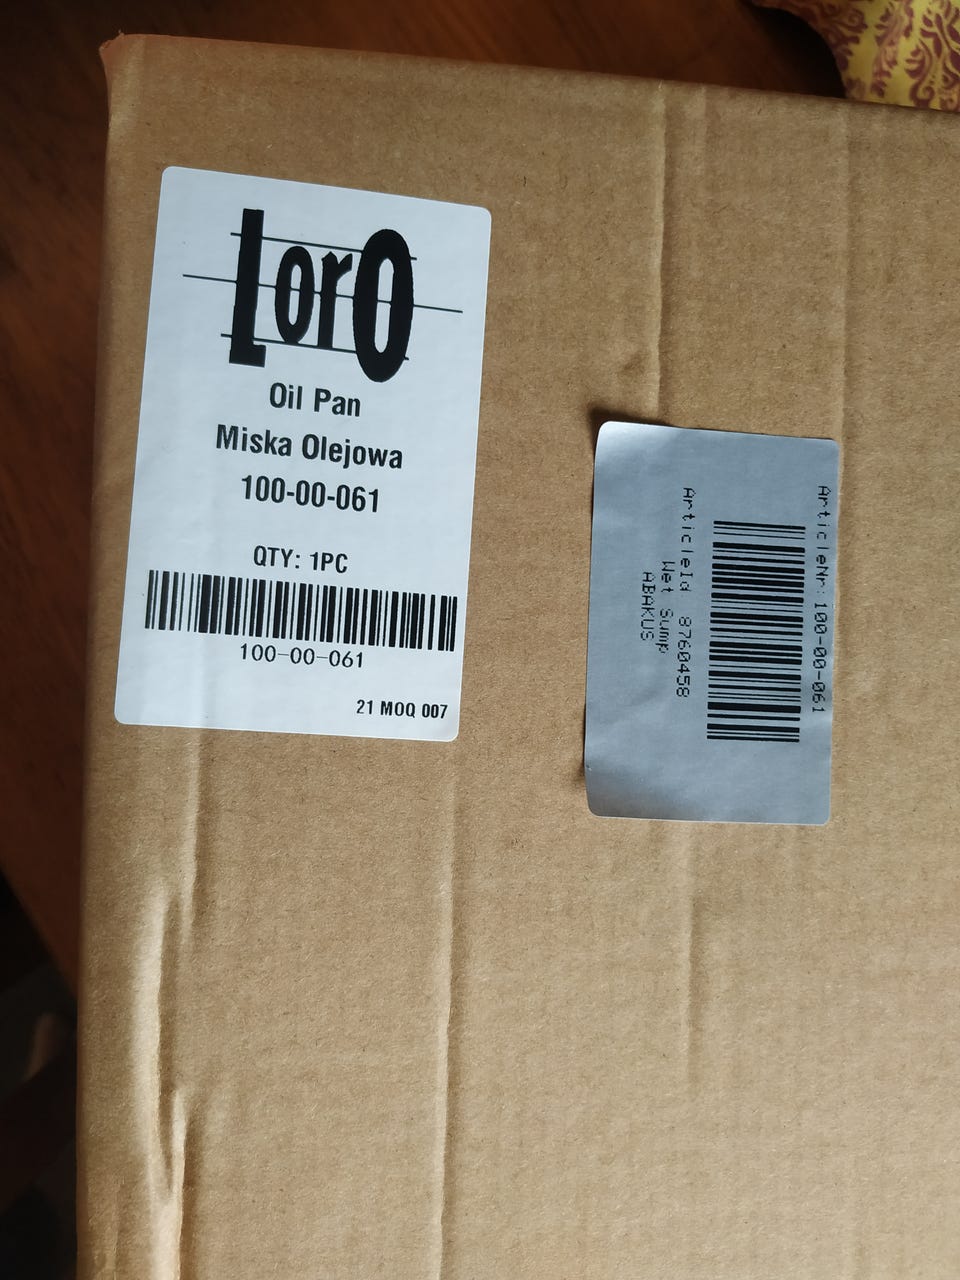 Loro
Oil Pan
Miska Olejowa
100-00-061
QTY: 1PC
100-00-061
21 MOQ 007
ArticleNr: 100-00-061
ArticleId 8760458
Wet Sump
ABAKUS